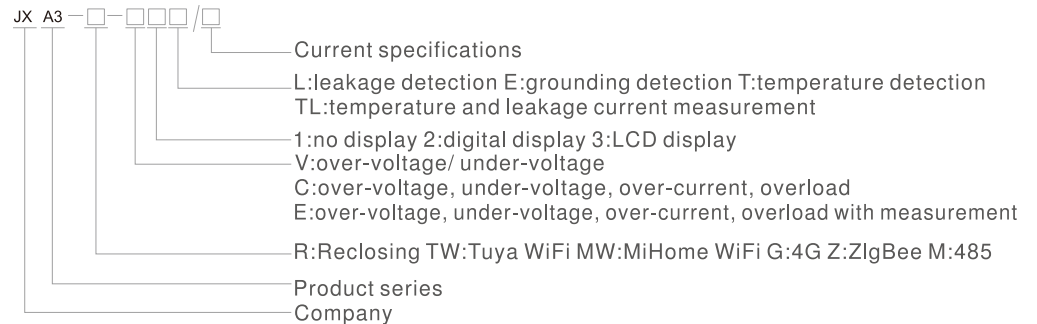 JX A3-□-□□□/□
Current specifications
L:leakage detection E:grounding detection T:temperature detection
TL:temperature and leakage current measurement
1:no display 2:digital display 3:LCD display
V:over-voltage/ under-voltage
C:over-voltage, under-voltage, over-current, overload
E:over-voltage, under-voltage, over-current, overload with measurement
R:Reclosing TW:Tuya WiFi MW:MiHome WiFi G:4G Z:ZIgBee M:485
Product series
Company